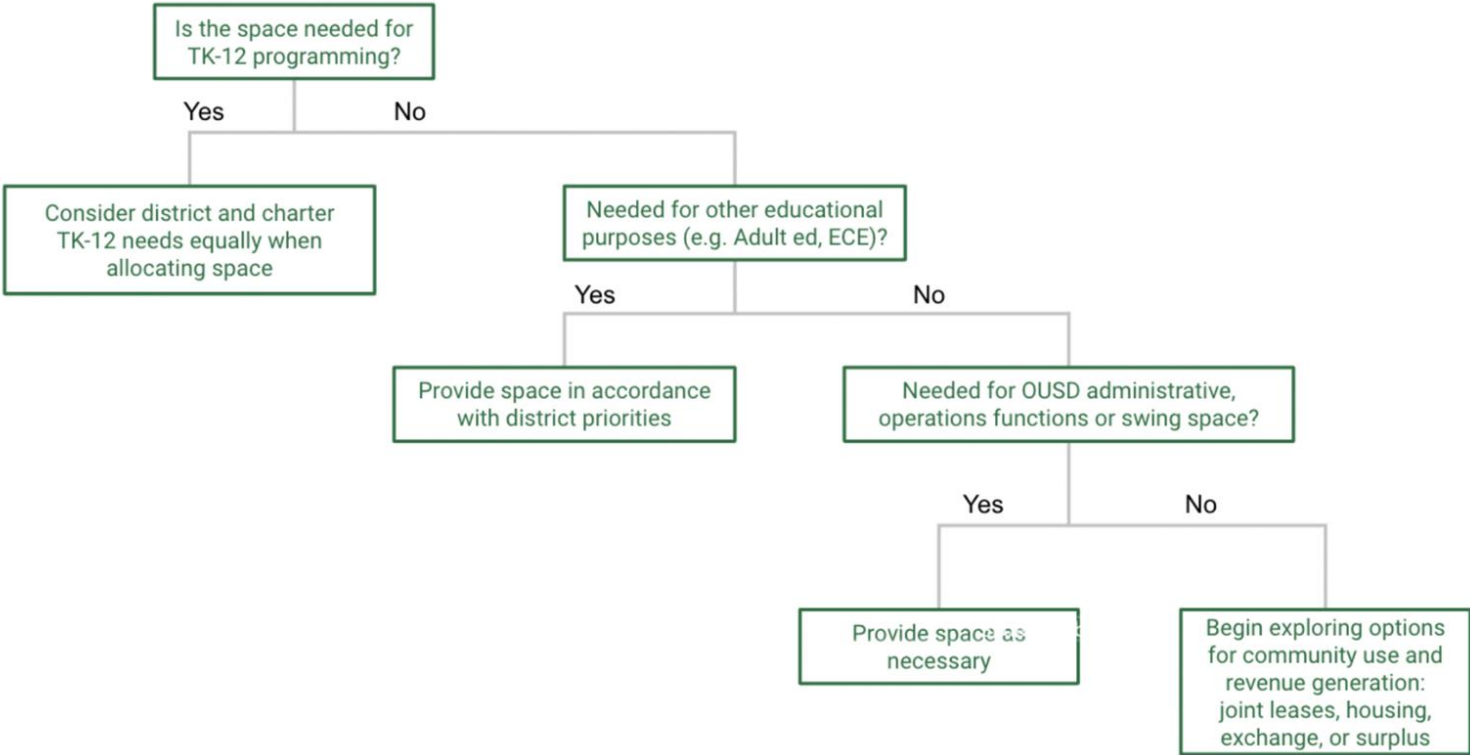 Is the space needed for
TK-12 programming?
Yes
No
Consider district and charter
TK-12 needs equally when
allocating space
Needed for other educational
purposes (e.g. Adult ed, ECE)?
Yes
No
Provide space in accordance
with district priorities
Needed for OUSD administrative,
operations functions or swing space?
Yes
No
Provide space as
necessary
Begin exploring options
for community use and
revenue generation:
joint leases, housing,
exchange, or surplus